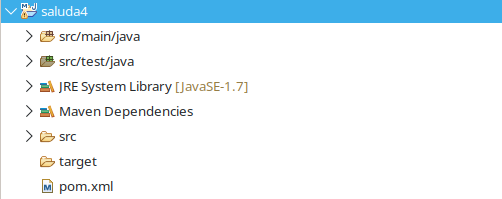 saluda4
src/main/java
src/test/java
JRE System Library [JavaSE-1.7]
Maven Dependencies
src
target
pom.xml